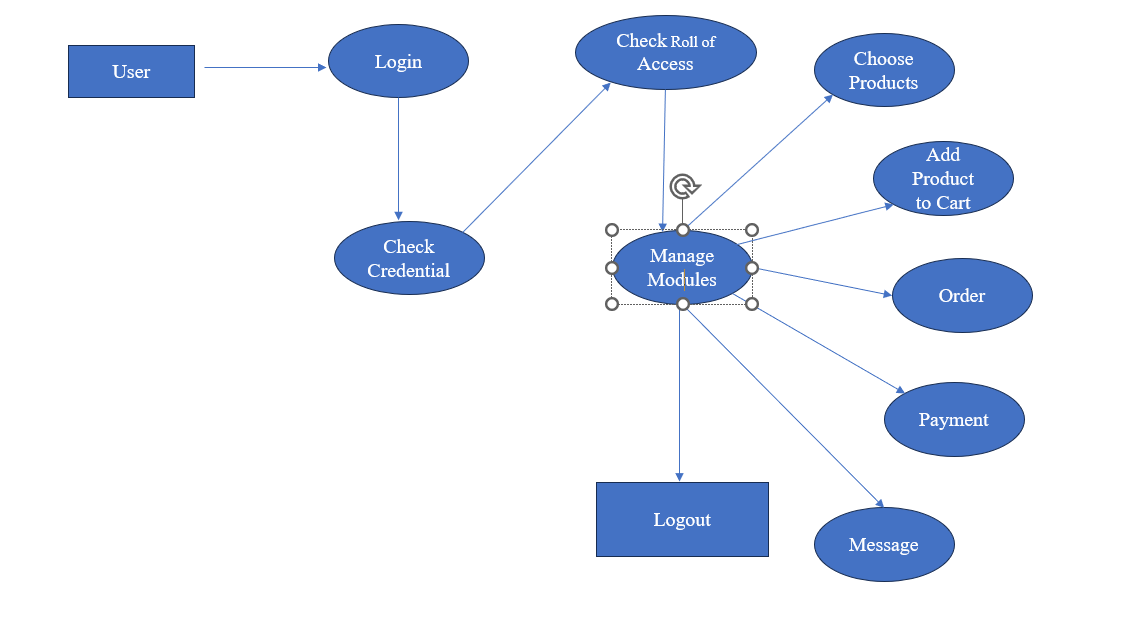 User
Login
Check Roll of
Access
Choose
Products
Add
Product
to Cart
Check
Credential
Manage
Modules
Order
Payment
Logout
Message